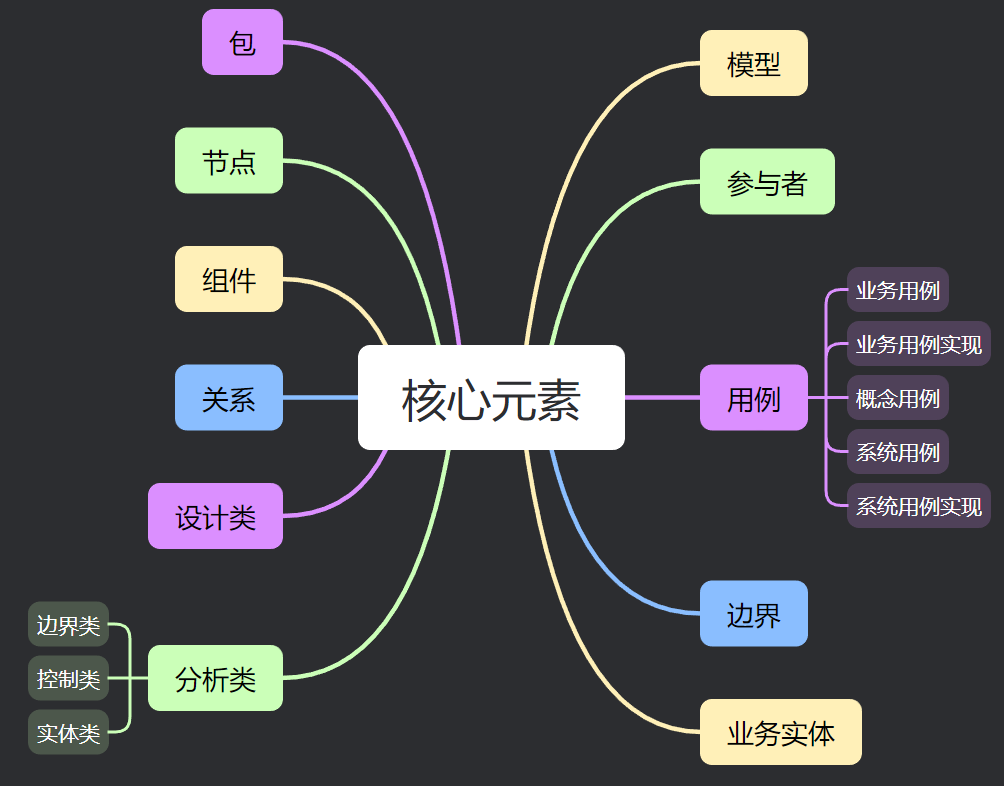 核心元素
模型
参与者
用例
业务用例
业务用例实现
概念用例
系统用例
系统用例实现
边界
业务实体
包
节点
组件
关系
设计类
分析类
边界类
控制类
实体类